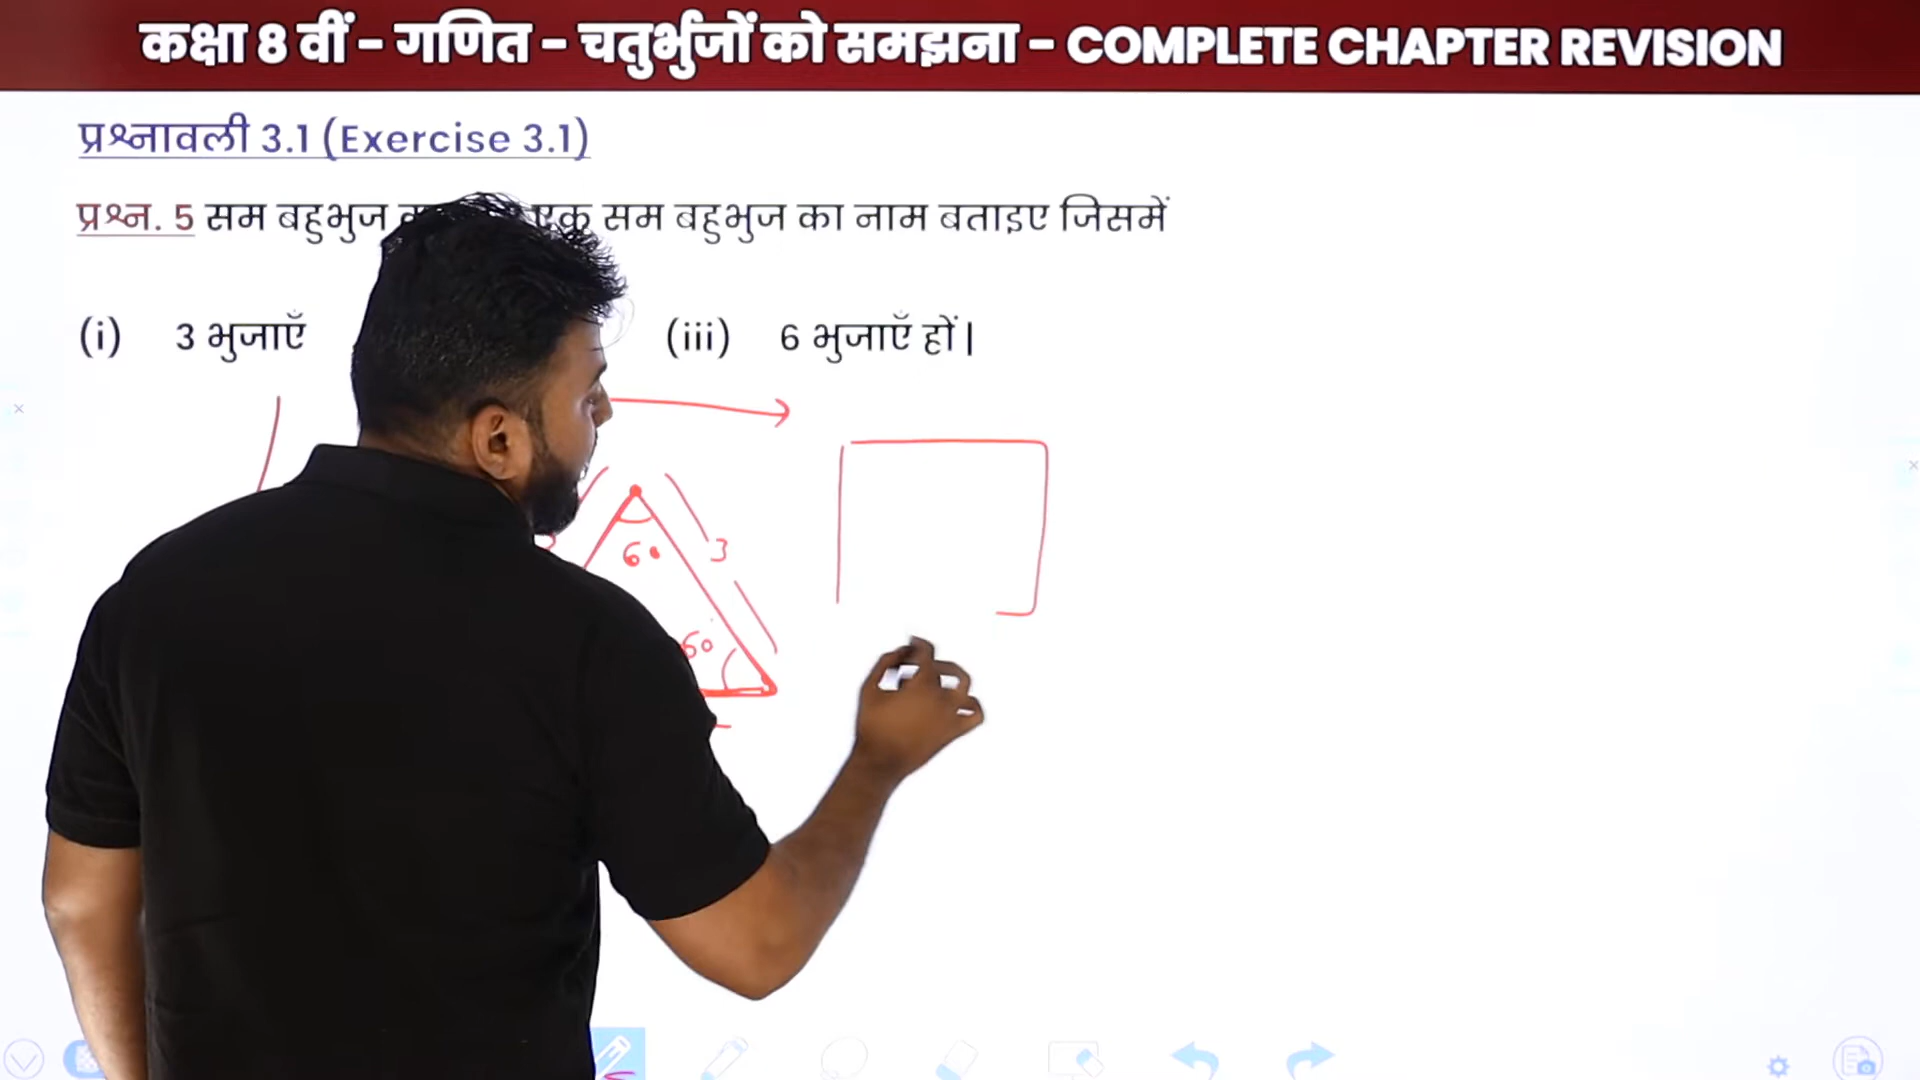 कक्षा 8 वीं – गणित – चतुर्भुजों को समझना – COMPLETE CHAPTER REVISION
प्रश्नावली 3.1 (Exercise 3.1)
प्रश्न. 5 सम बहुभुज एक सम बहुभुज का नाम बताइए जिसमें
(i) 3 भुजाएँ (iii) 6 भुजाएँ हों|
60
3
60